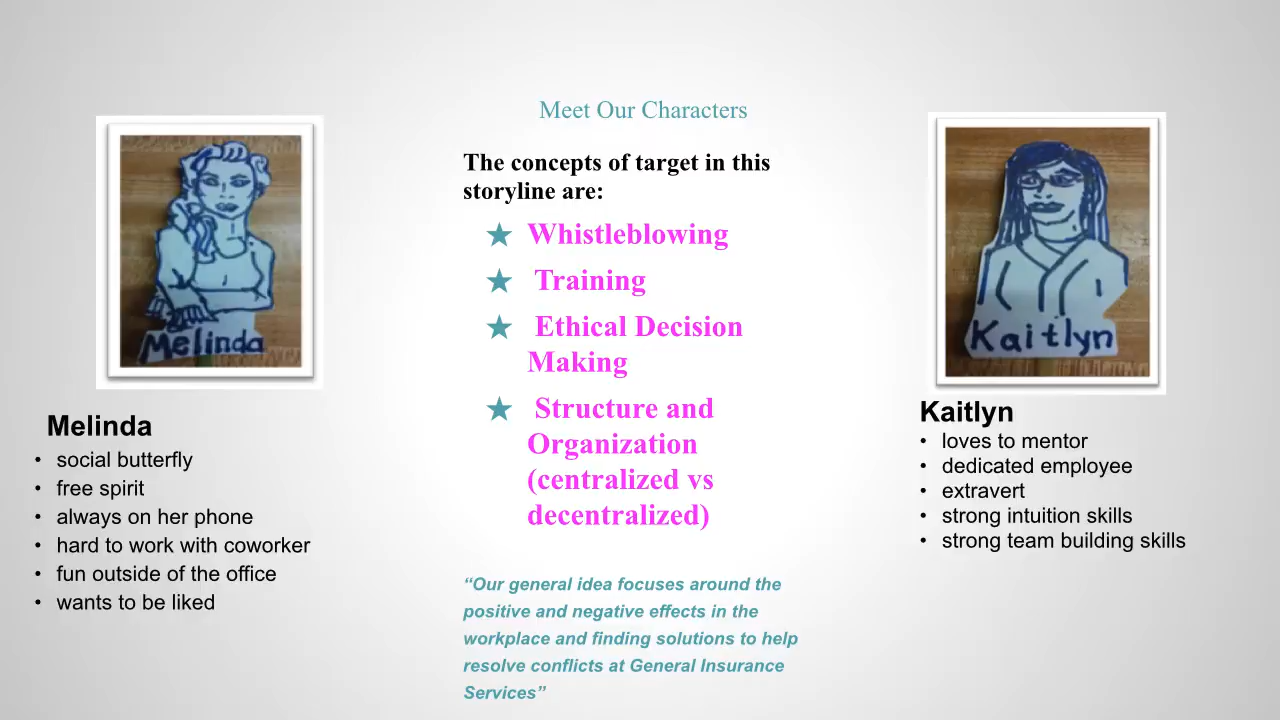 Meet Our Characters
Melinda
Melinda
• social butterfly
• free spirit
• always on her phone
• hard to work with coworker
• fun outside of the office
• wants to be liked
The concepts of target in this
storyline are:
★ Whistleblowing
★ Training
★ Ethical Decision
Making
★ Structure and
Organization
(centralized vs
decentralized)
“Our general idea focuses around the
positive and negative effects in the
workplace and finding solutions to help
resolve conflicts at General Insurance
Services”
Kaitlyn
Kaitlyn
• loves to mentor
• dedicated employee
• extravert
• strong intuition skills
• strong team building skills